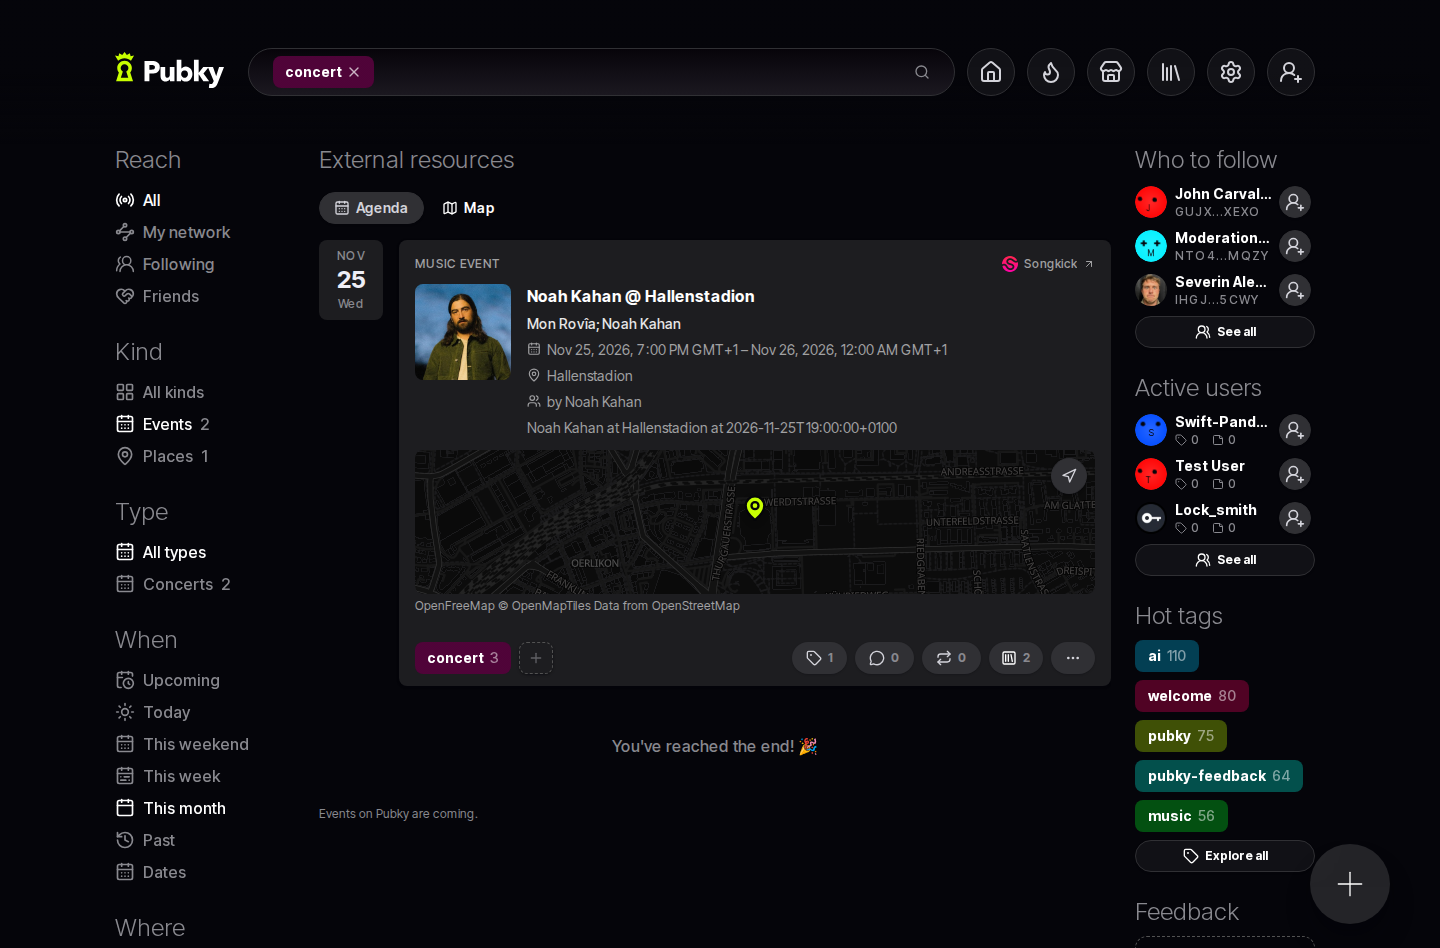 Pubky
concert
Reach
All
My network
Following
Friends
Kind
All kinds
Events 2
Places 1
Type
All types
Concerts 2
When
Upcoming
Today
This weekend
This week
This month
Past
Dates
Where
External resources
Agenda
Map
NOV
25
Wed
MUSIC EVENT
Songkick
Noah Kahan @ Hallenstadion
Mon Rovîa; Noah Kahan
Nov 25, 2026, 7:00 PM GMT+1 – Nov 26, 2026, 12:00 AM GMT+1
Hallenstadion
by Noah Kahan
Noah Kahan at Hallenstadion at 2026-11-25T19:00:00+0100
ANDREASSTRASSE
WERDTSTRASSE
THURGAUERSTRASSE
UNTERFELDSTRASSE
AM GLATTE
OERLIKON
RIEDGRABEN
SAATLENSTRAS
DREISPIT
FRANKLIN
SCHÖ
OpenFreeMap © OpenMapTiles Data from OpenStreetMap
concert 3
1
0
0
2
You've reached the end! 🎉
Events on Pubky are coming.
Who to follow
John Carval...
GUJX...XEXO
Moderation...
NTO4...MQZY
Severin Ale...
IHGJ...5CWY
See all
Active users
Swift-Pand...
0 0
Test User
0 0
Lock_smith
0 0
See all
Hot tags
ai 110
welcome 80
pubky 75
pubky-feedback 64
music 56
Explore all
Feedback